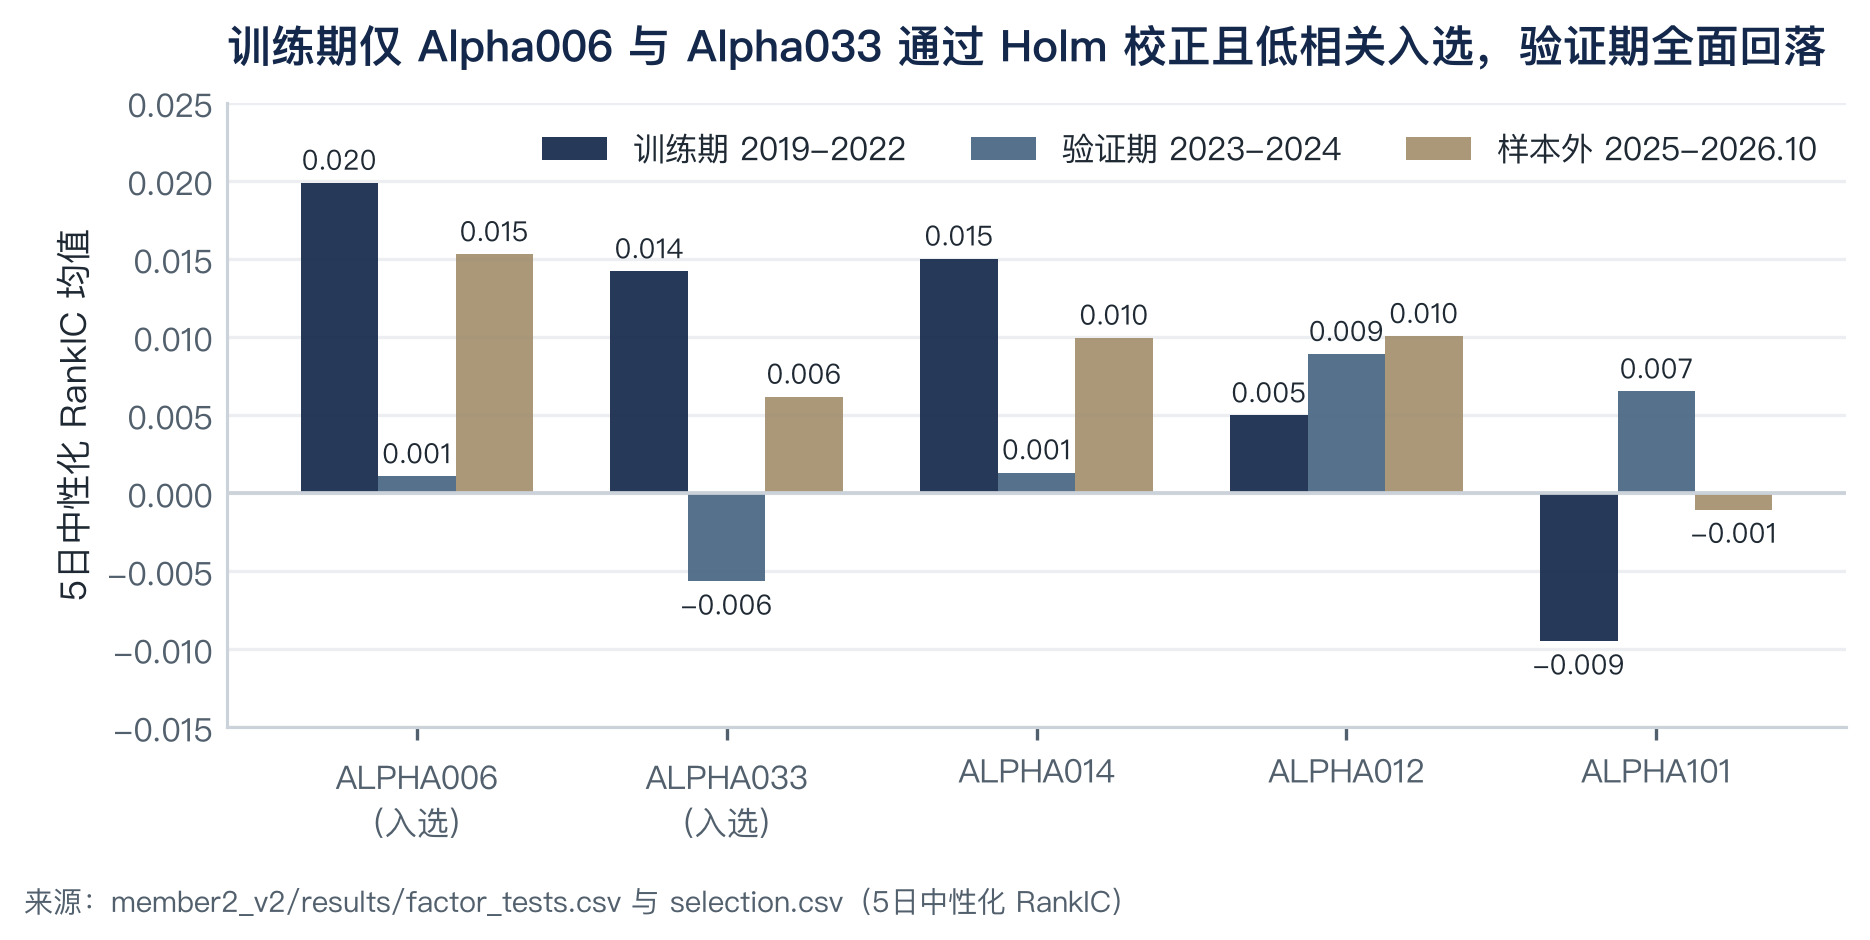 训练期仅 Alpha006 与 Alpha033 通过 Holm 校正且低相关入选，验证期全面回落
训练期 2019–2022
验证期 2023–2024
样本外 2025–2026.10
5日中性化 RankIC 均值
0.025
0.020
0.015
0.010
0.005
0.000
−0.005
−0.010
−0.015
0.020
0.001
0.015
0.014
−0.006
0.006
0.015
0.001
0.010
0.005
0.009
0.010
−0.009
0.007
−0.001
ALPHA006
(入选)
ALPHA033
(入选)
ALPHA014
ALPHA012
ALPHA101
来源：member2_v2/results/factor_tests.csv 与 selection.csv（5日中性化 RankIC）